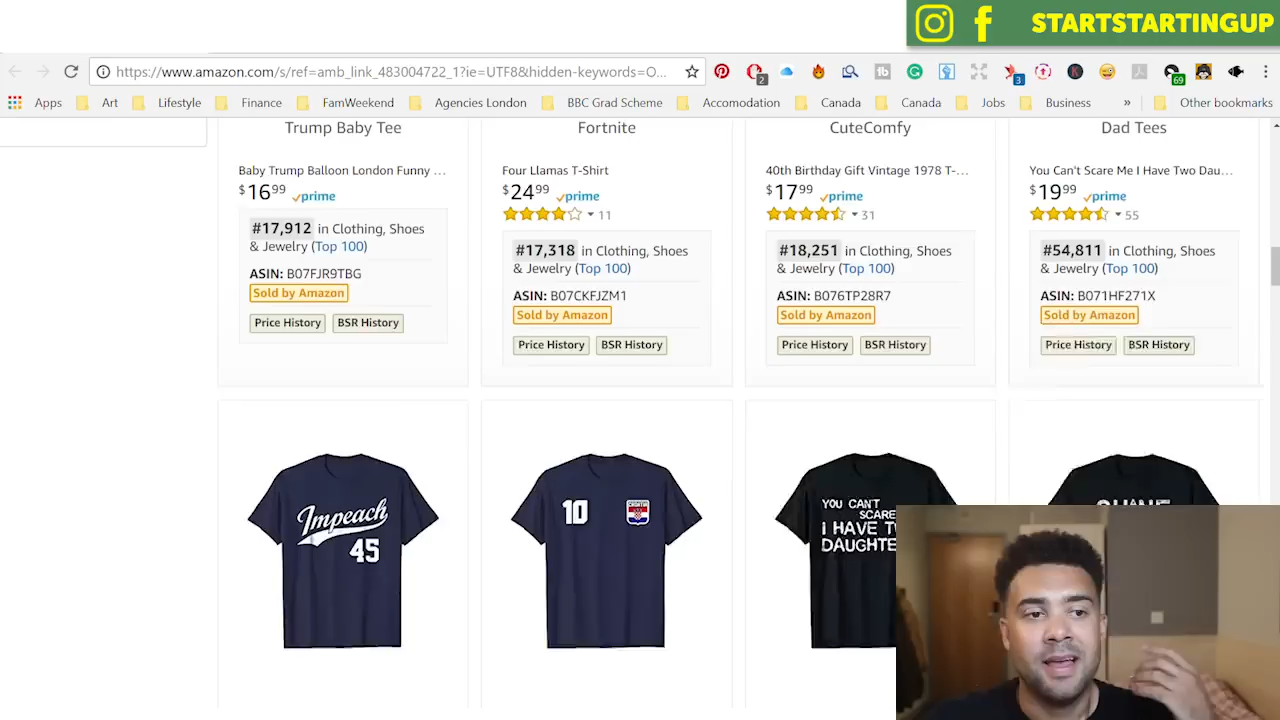 STARTSTARTINGUP
https://www.amazon.com/s/ref=amb_link_483004722_1?ie=UTF8&hidden-keywords=O...
2
3
69
Apps
Art
Lifestyle
Finance
FamWeekend
Agencies London
BBC Grad Scheme
Accomodation
Canada
Canada
Jobs
Business
»
Other bookmarks
Trump Baby Tee
Baby Trump Balloon London Funny ...
$16 99 prime
#17,912 in Clothing, Shoes
& Jewelry (Top 100)
ASIN: B07FJR9TBG
Sold by Amazon
Price History
BSR History
Fortnite
Four Llamas T-Shirt
$24 99 prime
11
#17,318 in Clothing, Shoes
& Jewelry (Top 100)
ASIN: B07CKFJZM1
Sold by Amazon
Price History
BSR History
CuteComfy
40th Birthday Gift Vintage 1978 T-...
$17 99 prime
31
#18,251 in Clothing, Shoes
& Jewelry (Top 100)
ASIN: B076TP28R7
Sold by Amazon
Price History
BSR History
Dad Tees
You Can't Scare Me I Have Two Dau...
$19 99 prime
55
#54,811 in Clothing, Shoes
& Jewelry (Top 100)
ASIN: B071HF271X
Sold by Amazon
Price History
BSR History
Impeach
45
10
YOU CAN'T
SCARE
I HAVE TW
DAUGHTE